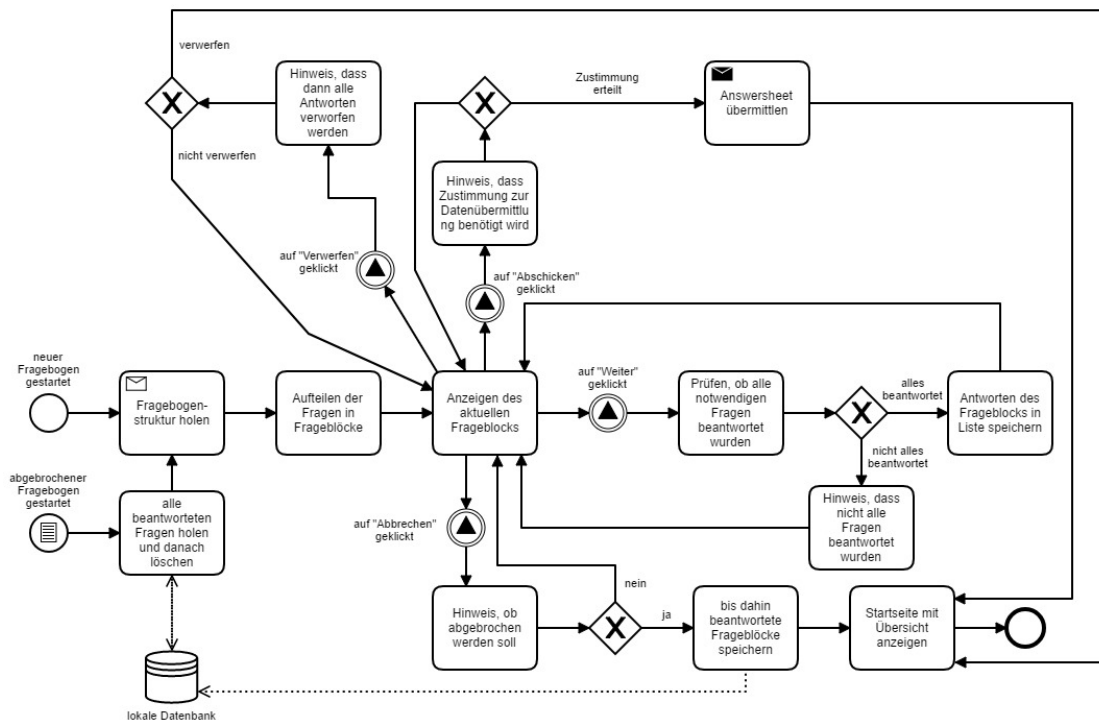 verwerfen
Hinweis, dass
dann alle
Antworten
verworfen
werden
nicht verwerfen
Zustimmung
erteilt
Answersheet
übermittlen
Hinweis, dass
Zustimmung zur
Datenübermittlu
ng benötigt wird
auf "Verwerfen"
geklickt
auf "Abschicken"
geklickt
neuer
Fragebogen
gestartet
Fragebogen-
struktur holen
Aufteilen der
Fragen in
Frageblöcke
Anzeigen des
aktuellen
Frageblocks
auf "Weiter"
geklickt
Prüfen, ob alle
notwendigen
Fragen
beantwortet
wurden
alles
beantwortet
Antworten des
Frageblocks in
Liste speichern
nicht alles
beantwortet
Hinweis, dass
nicht alle
Fragen
beantwortet
wurden
abgebrochener
Fragebogen
gestartet
alle
beantworteten
Fragen holen
und danach
löschen
auf "Abbrechen"
geklickt
Hinweis, ob
abgebrochen
werden soll
nein
ja
bis dahin
beantwortete
Frageblöcke
speichern
Startseite mit
Übersicht
anzeigen
lokale Datenbank